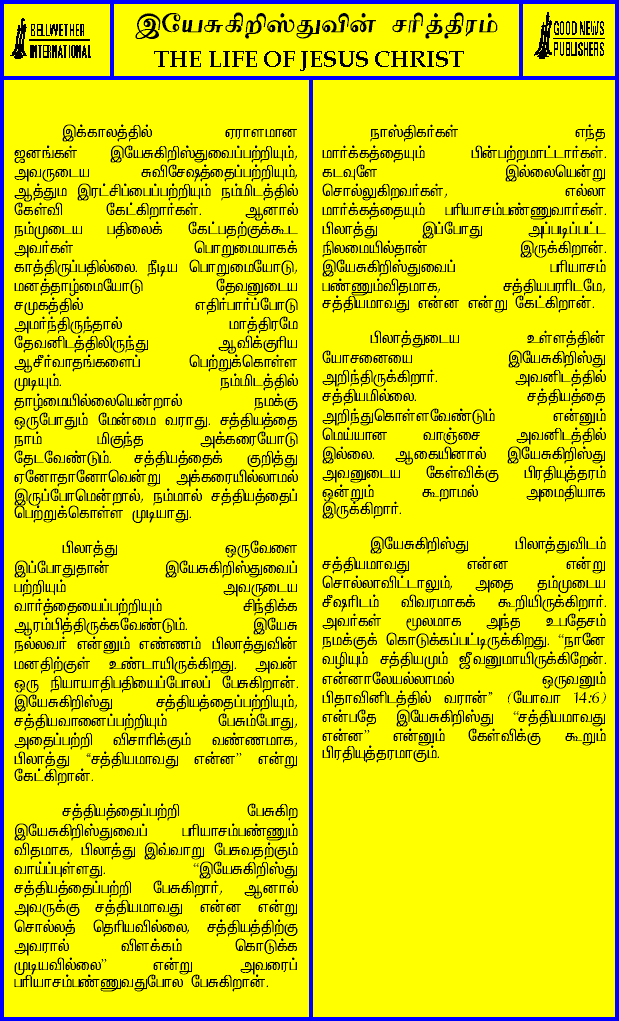 BELLWETHER
INTERNATIONAL
இயேசுகிறிஸ்துவின் சரித்திரம்
THE LIFE OF JESUS CHRIST
GOOD NEWS
PUBLISHERS
இக்காலத்தில் ஏராளமான
ஜனங்கள் இயேசுகிறிஸ்துவைப்பற்றியும்,
அவருடைய சுவிசேஷத்தைப்பற்றியும்,
ஆத்தும இரட்சிப்பைப்பற்றியும் நம்மிடத்தில்
கேள்வி கேட்கிறார்கள். ஆனால்
நம்முடைய பதிலைக் கேட்பதற்குக்கூட
அவர்கள் பொறுமையாகக்
காத்திருப்பதில்லை. நீடிய பொறுமையோடு,
மனத்தாழ்மையோடு தேவனுடைய
சமுகத்தில் எதிர்பார்ப்போடு
அமர்ந்திருந்தால் மாத்திரமே
தேவனிடத்திலிருந்து ஆவிக்குரிய
ஆசீர்வாதங்களைப் பெற்றுக்கொள்ள
முடியும். நம்மிடத்தில்
தாழ்மையில்லையென்றால் நமக்கு
ஒருபோதும் மேன்மை வராது. சத்தியத்தை
நாம் மிகுந்த அக்கரையோடு
தேடவேண்டும். சத்தியத்தைக் குறித்து
ஏனோதானோவென்று அக்கரையில்லாமல்
இருப்போமென்றால், நம்மால் சத்தியத்தைப்
பெற்றுக்கொள்ள முடியாது.
பிலாத்து ஒருவேளை
இப்போதுதான் இயேசுகிறிஸ்துவைப்
பற்றியும் அவருடைய
வார்த்தையைப்பற்றியும் சிந்திக்க
ஆரம்பித்திருக்கவேண்டும். இயேசு
நல்லவர் என்னும் எண்ணம் பிலாத்துவின்
மனதிற்குள் உண்டாயிருக்கிறது. அவன்
ஒரு நியாயாதிபதியைப்போலப் பேசுகிறான்.
இயேசுகிறிஸ்து சத்தியத்தைப்பற்றியும்,
சத்தியவானைப்பற்றியும் பேசும்போது,
அதைப்பற்றி விசாரிக்கும் வண்ணமாக,
பிலாத்து “சத்தியமாவது என்ன” என்று
கேட்கிறான்.
சத்தியத்தைப்பற்றி பேசுகிற
இயேசுகிறிஸ்துவைப் பரியாசம்பண்ணும்
விதமாக, பிலாத்து இவ்வாறு பேசுவதற்கும்
வாய்ப்புள்ளது. “இயேசுகிறிஸ்து
சத்தியத்தைப்பற்றி பேசுகிறார், ஆனால்
அவருக்கு சத்தியமாவது என்ன என்று
சொல்லத் தெரியவில்லை, சத்தியத்திற்கு
அவரால் விளக்கம் கொடுக்க
முடியவில்லை” என்று அவரைப்
பரியாசம்பண்ணுவதுபோல பேசுகிறான்.
நாஸ்திகர்கள் எந்த
மார்க்கத்தையும் பின்பற்றமாட்டார்கள்.
கடவுளே இல்லையென்று
சொல்லுகிறவர்கள், எல்லா
மார்க்கத்தையும் பரியாசம்பண்ணுவார்கள்.
பிலாத்து இப்போது அப்படிப்பட்ட
நிலமையில்தான் இருக்கிறான்.
இயேசுகிறிஸ்துவைப் பரியாசம்
பண்ணும்விதமாக, சத்தியபரரிடமே,
சத்தியமாவது என்ன என்று கேட்கிறான்.
பிலாத்துடைய உள்ளத்தின்
யோசனையை இயேசுகிறிஸ்து
அறிந்திருக்கிறார். அவனிடத்தில்
சத்தியமில்லை. சத்தியத்தை
அறிந்துகொள்ளவேண்டும் என்னும்
மெய்யான வாஞ்சை அவனிடத்தில்
இல்லை. ஆகையினால் இயேசுகிறிஸ்து
அவனுடைய கேள்விக்கு பிரதியுத்தரம்
ஒன்றும் கூறாமல் அமைதியாக
இருக்கிறார்.
இயேசுகிறிஸ்து பிலாத்துவிடம்
சத்தியமாவது என்ன என்று
சொல்லாவிட்டாலும், அதை தம்முடைய
சீஷரிடம் விவரமாகக் கூறியிருக்கிறார்.
அவர்கள் மூலமாக அந்த உபதேசம்
நமக்குக் கொடுக்கப்பட்டிருக்கிறது. “நானே
வழியும் சத்தியமும் ஜீவனுமாயிருக்கிறேன்.
என்னாலேயல்லாமல் ஒருவனும்
பிதாவினிடத்தில் வரான்” (யோவா 14:6)
என்பதே இயேசுகிறிஸ்து “சத்தியமாவது
என்ன” என்னும் கேள்விக்கு கூறும்
பிரதியுத்தரமாகும்.